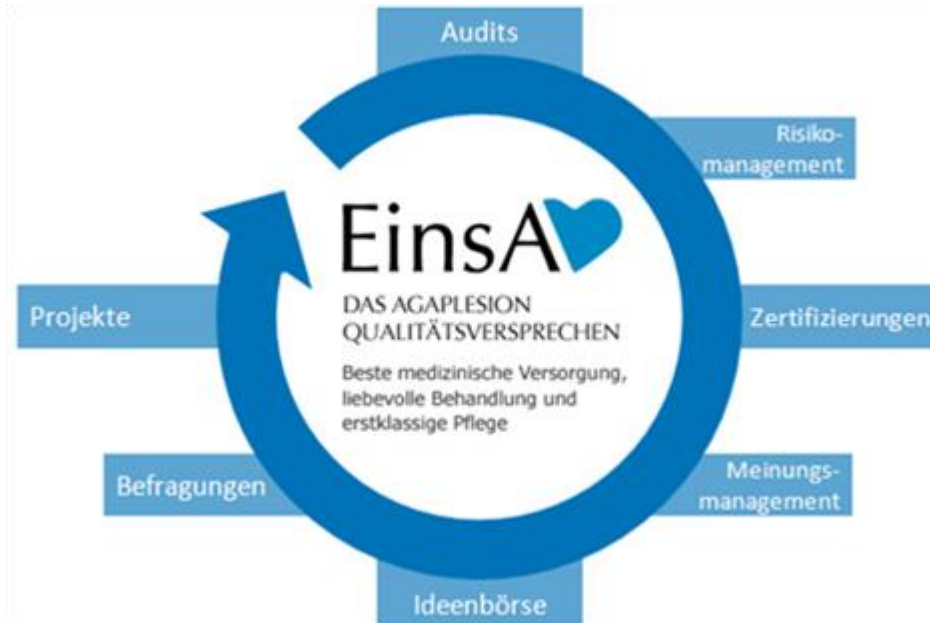 Audits
Risiko-
management
EinsA
DAS AGAPLESION
QUALITÄTSVERSPRECHEN
Beste medizinische Versorgung,
liebevolle Behandlung und
erstklassige Pflege
Projekte
Zertifizierungen
Befragungen
Meinungs-
management
Ideenbörse